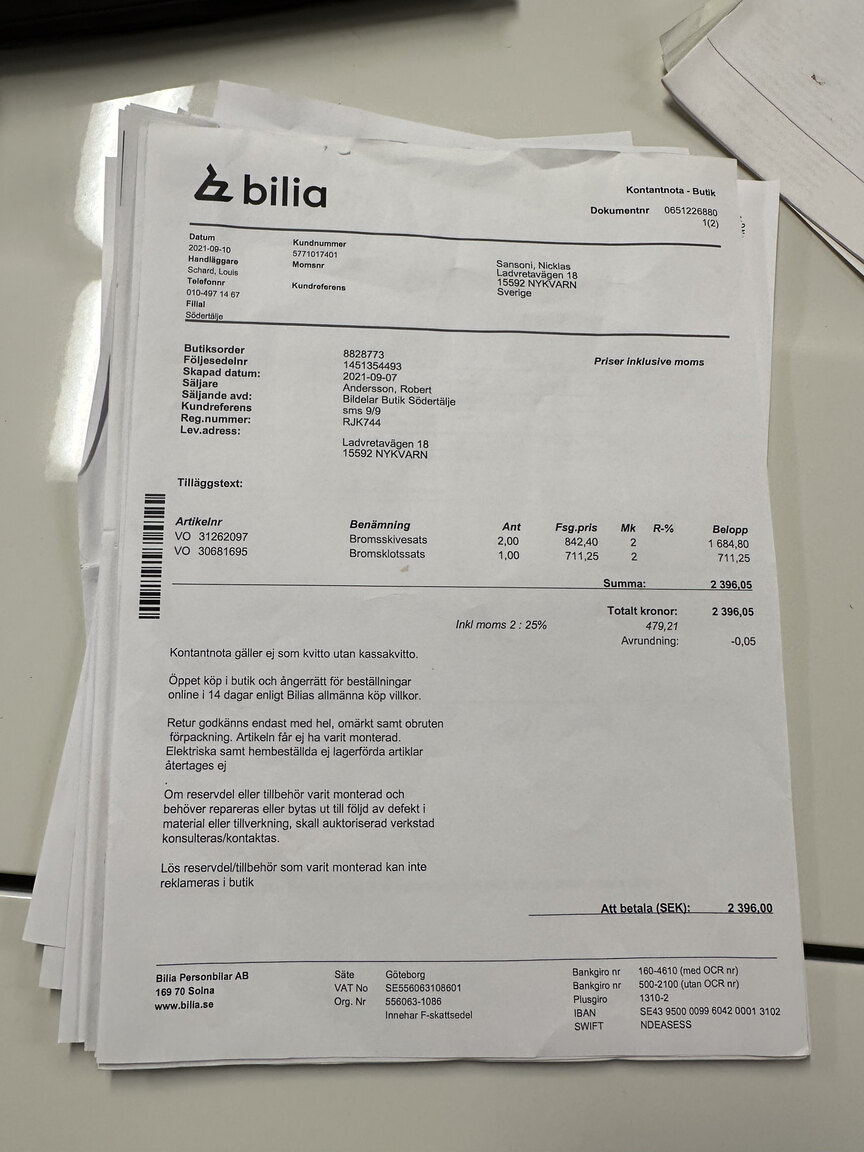 bilia
Kontantnota - Butik
Dokumentnr 0651226880
1(2)
Datum
2021-09-10
Handläggare
Schard, Louis
Telefonnr
010-497 14 67
Filial
Södertälje
Kundnummer
5771017401
Momsnr
Kundreferens
Sansoni, Nicklas
Ladvretavägen 18
15592 NYKVARN
Sverige
Butiksorder 8828773
Följesedelnr 1451354493
Skapad datum: 2021-09-07
Säljare Andersson, Robert
Säljande avd: Bildelar Butik Södertälje
Kundreferens sms 9/9
Reg.nummer: RJK744
Lev.adress:
Ladvretavägen 18
15592 NYKVARN
Priser inklusive moms
Tilläggstext:
Artikelnr Benämning Ant Fsg.pris Mk R-% Belopp
VO 31262097 Bromsskivesats 2,00 842,40 2 1 684,80
VO 30681695 Bromsklotssats 1,00 711,25 2 711,25
Summa: 2 396,05
Totalt kronor: 2 396,05
Inkl moms 2 : 25% 479,21
Avrundning: -0,05
Kontantnota gäller ej som kvitto utan kassakvitto.
Öppet köp i butik och ångerrätt för beställningar
online i 14 dagar enligt Bilias allmänna köp villkor.
Retur godkänns endast med hel, omärkt samt obruten
förpackning. Artikeln får ej ha varit monterad.
Elektriska samt hembeställda ej lagerförda artiklar
återtages ej
.
Om reservdel eller tillbehör varit monterad och
behöver repareras eller bytas ut till följd av defekt i
material eller tillverkning, skall auktoriserad verkstad
konsulteras/kontaktas.
Lös reservdel/tillbehör som varit monterad kan inte
reklameras i butik
Att betala (SEK): 2 396,00
Bilia Personbilar AB
169 70 Solna
www.bilia.se
Säte Göteborg
VAT No SE556063108601
Org. Nr 556063-1086
Innehar F-skattsedel
Bankgiro nr 160-4610 (med OCR nr)
Bankgiro nr 500-2100 (utan OCR nr)
Plusgiro 1310-2
IBAN SE43 9500 0099 6042 0001 3102
SWIFT NDEASESS